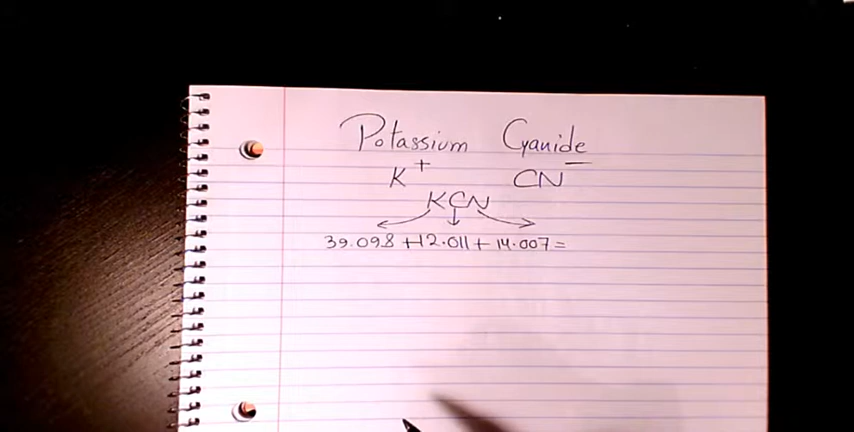 Potassium Cyanide
K+ CN−
KCN
39.098 + 12.011 + 14.007 =